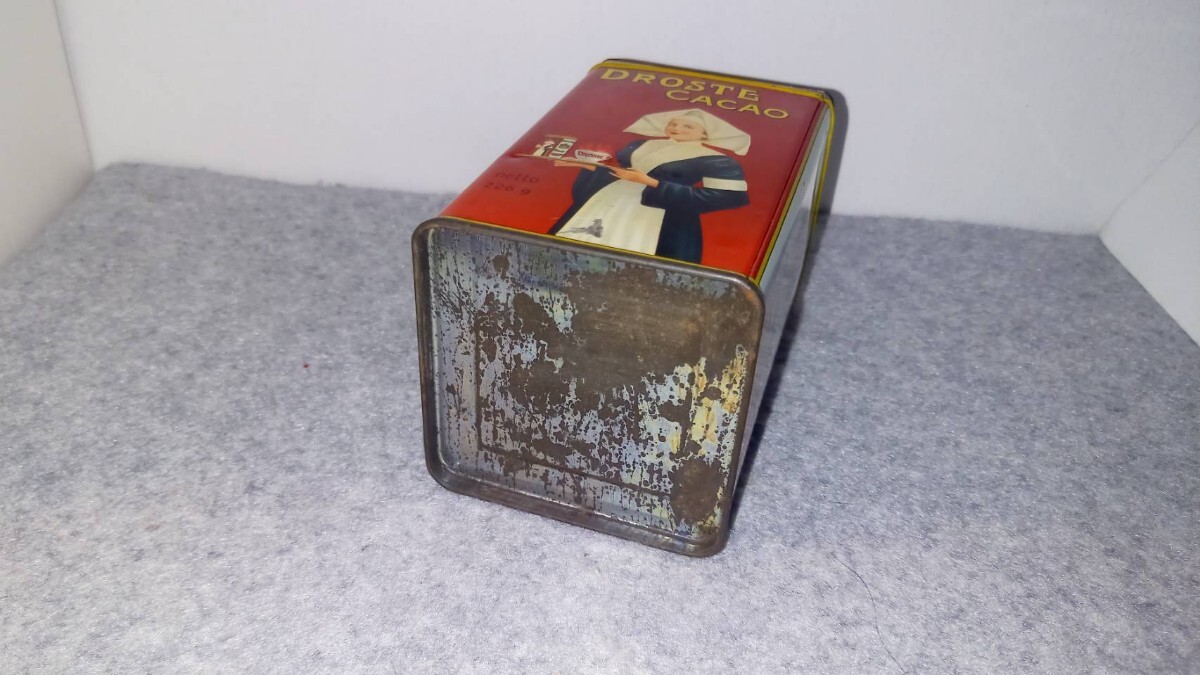 DROSTE
CACAO
netto
226 g